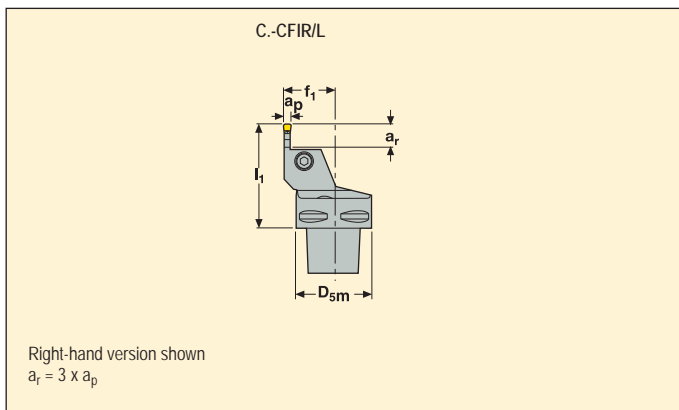 C.-CFIR/L
f1
ap
ar
l1
D5m
Right-hand version shown
ar = 3 x ap